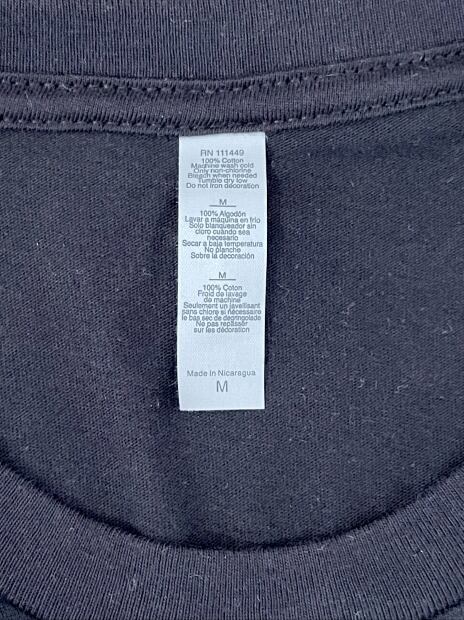 RN 111449
100% Cotton
Machine wash cold
Only non-chlorine
Bleach when needed
Tumble dry low
Do not iron decoration
M
100% Algodón
Lavar a máquina en frio
Solo blanqueador sin
cloro cuándo sea
necesario
Secar a baja temperatura
No planche
Sobre la decoración
M
100% Coton
Froid de lavage
de machine
Seulement un javellisant
sans chlore si nécessaire
le bas sec de degringolade
Ne pas repasser
sur les décoration
Made in Nicaragua
M